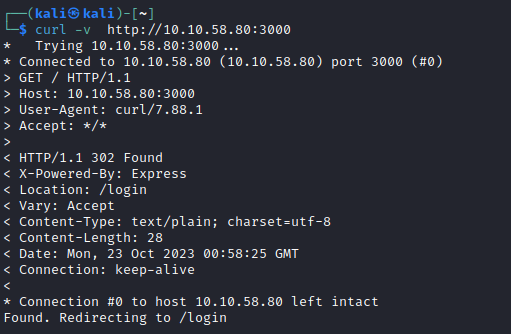 ┌──(kali㉿kali)-[~]
└─$ curl -v  http://10.10.58.80:3000
*   Trying 10.10.58.80:3000...
* Connected to 10.10.58.80 (10.10.58.80) port 3000 (#0)
> GET / HTTP/1.1
> Host: 10.10.58.80:3000
> User-Agent: curl/7.88.1
> Accept: */*
>
< HTTP/1.1 302 Found
< X-Powered-By: Express
< Location: /login
< Vary: Accept
< Content-Type: text/plain; charset=utf-8
< Content-Length: 28
< Date: Mon, 23 Oct 2023 00:58:25 GMT
< Connection: keep-alive
<
* Connection #0 to host 10.10.58.80 left intact
Found. Redirecting to /login